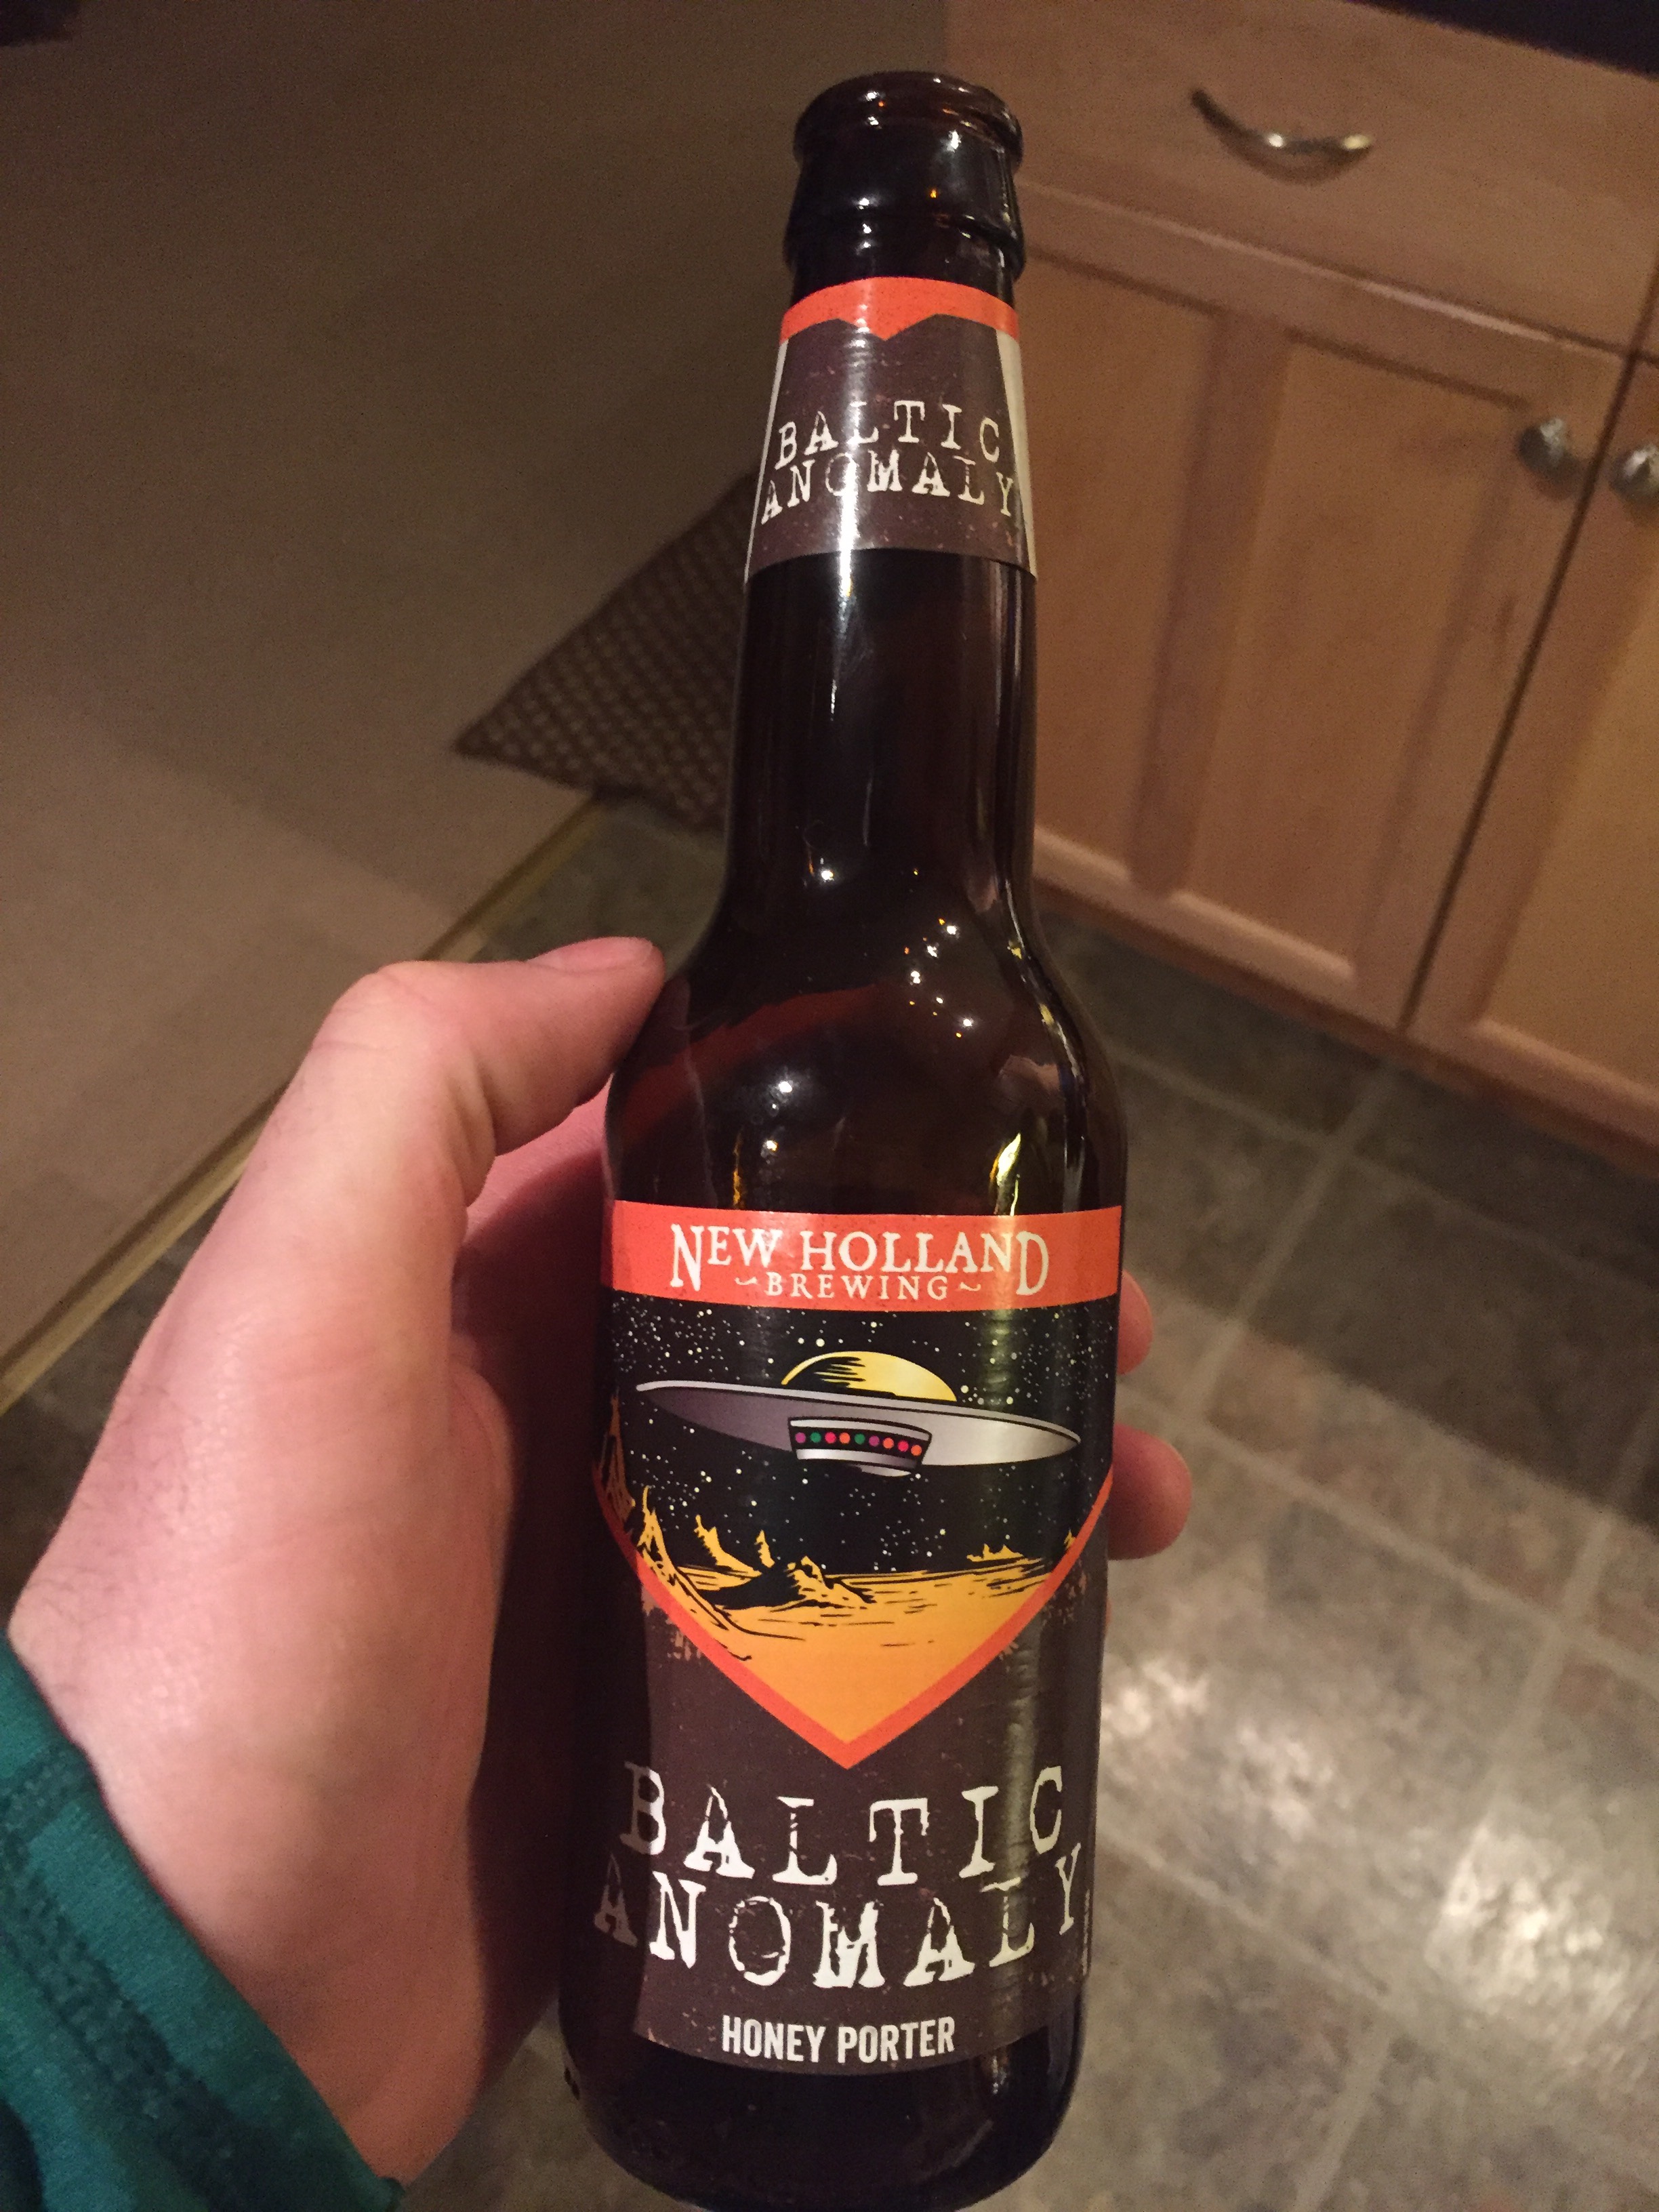 BALTIC
ANOMALY
NEW HOLLAND
~BREWING~
BALTIC
ANOMALY
HONEY PORTER